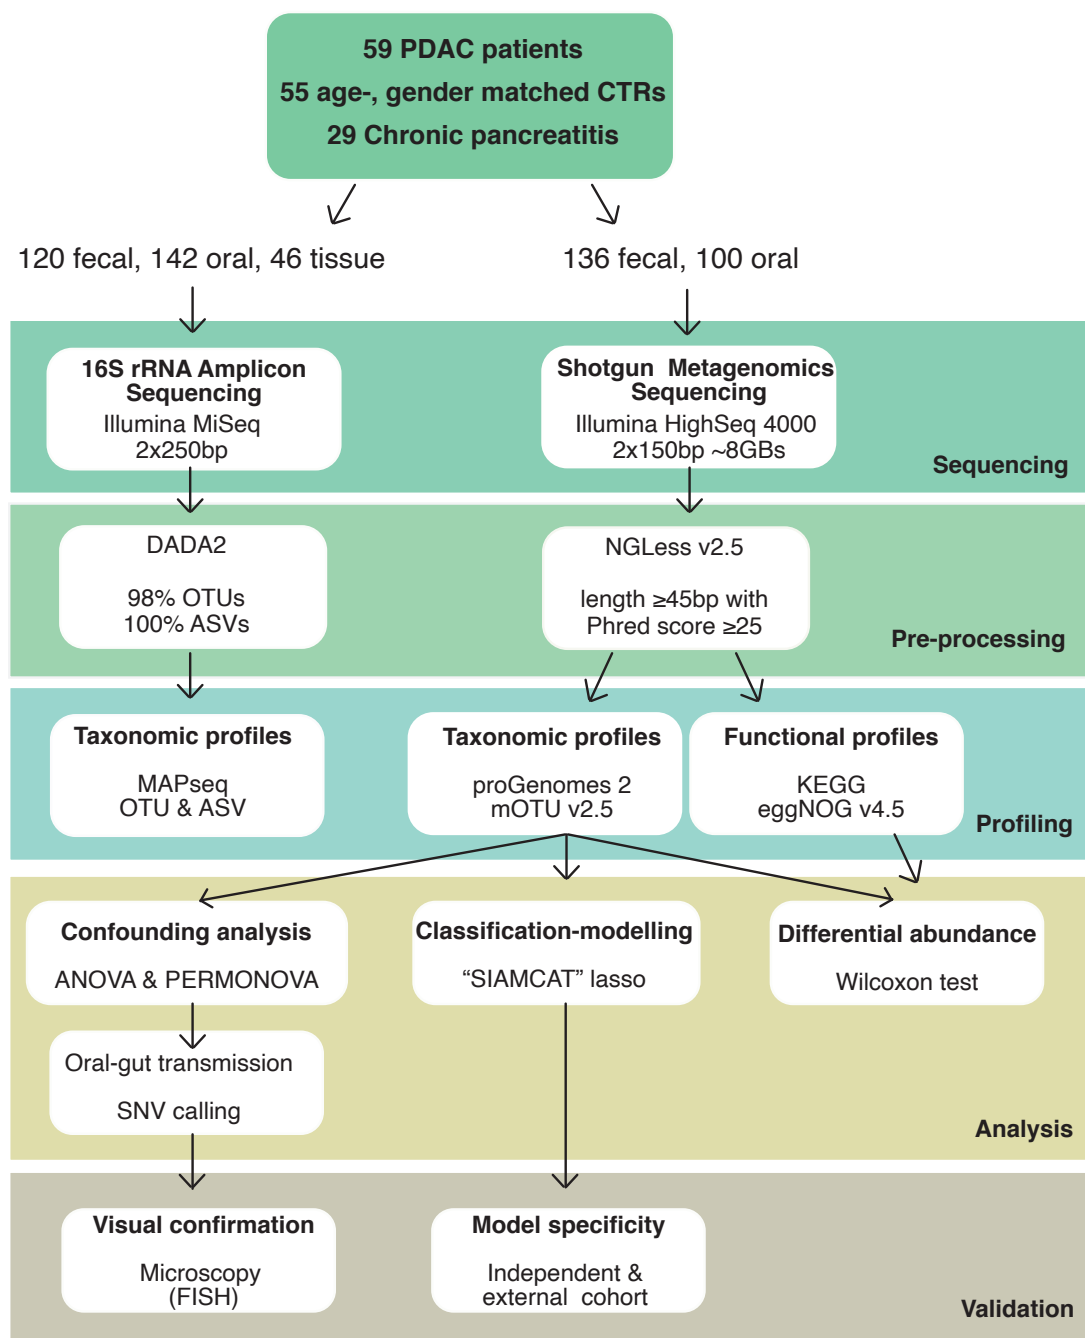 59 PDAC patients
55 age-, gender matched CTRs
29 Chronic pancreatitis
120 fecal, 142 oral, 46 tissue
136 fecal, 100 oral
16S rRNA Amplicon
Sequencing
Illumina MiSeq
2x250bp
Shotgun Metagenomics
Sequencing
Illumina HighSeq 4000
2x150bp ~8GBs
Sequencing
DADA2
98% OTUs
100% ASVs
NGLess v2.5
length ≥45bp with
Phred score ≥25
Pre-processing
Taxonomic profiles
MAPseq
OTU & ASV
Taxonomic profiles
proGenomes 2
mOTU v2.5
Functional profiles
KEGG
eggNOG v4.5
Profiling
Confounding analysis
ANOVA & PERMONOVA
Classification-modelling
“SIAMCAT” lasso
Differential abundance
Wilcoxon test
Oral-gut transmission
SNV calling
Analysis
Visual confirmation
Microscopy
(FISH)
Model specificity
Independent &
external cohort
Validation